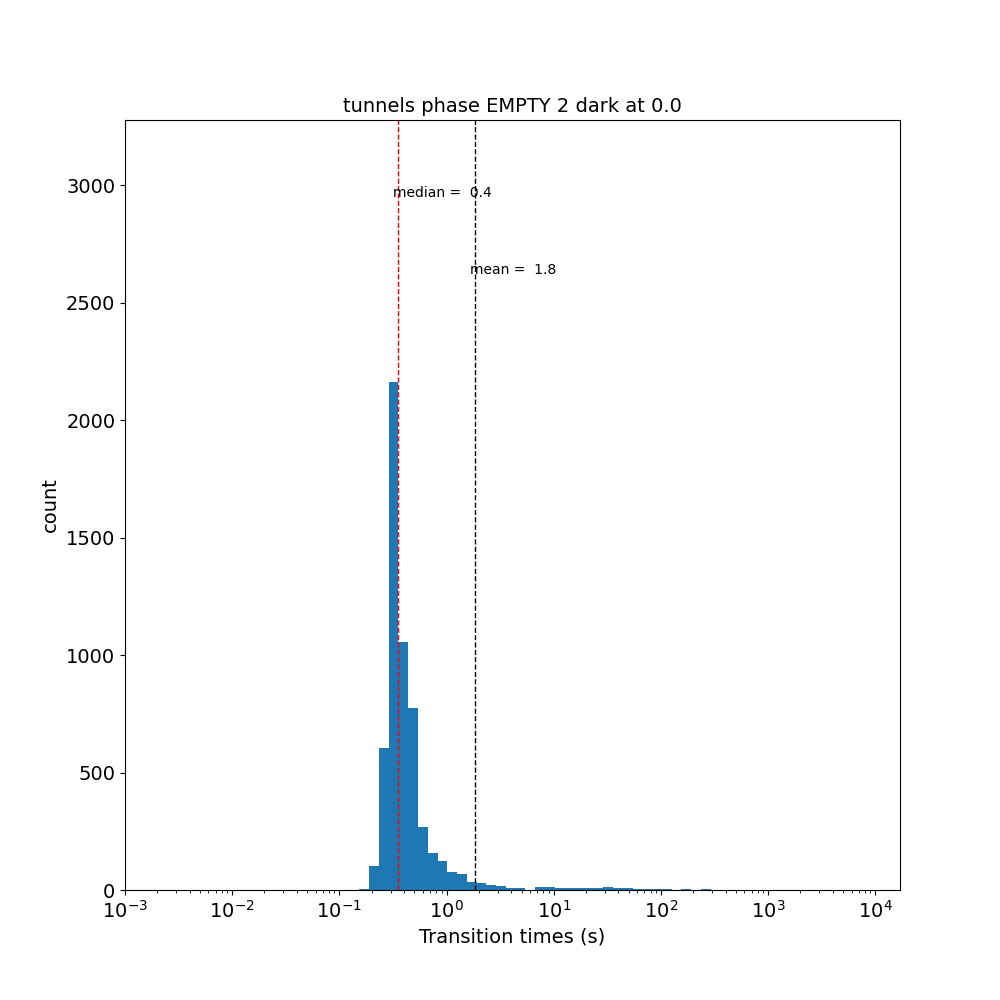 tunnels phase EMPTY 2 dark at 0.0
3000
median =  0.4
mean =  1.8
2500
2000
count
1500
1000
500
0
10⁻³ 10⁻² 10⁻¹ 10⁰ 10¹ 10² 10³ 10⁴
Transition times (s)